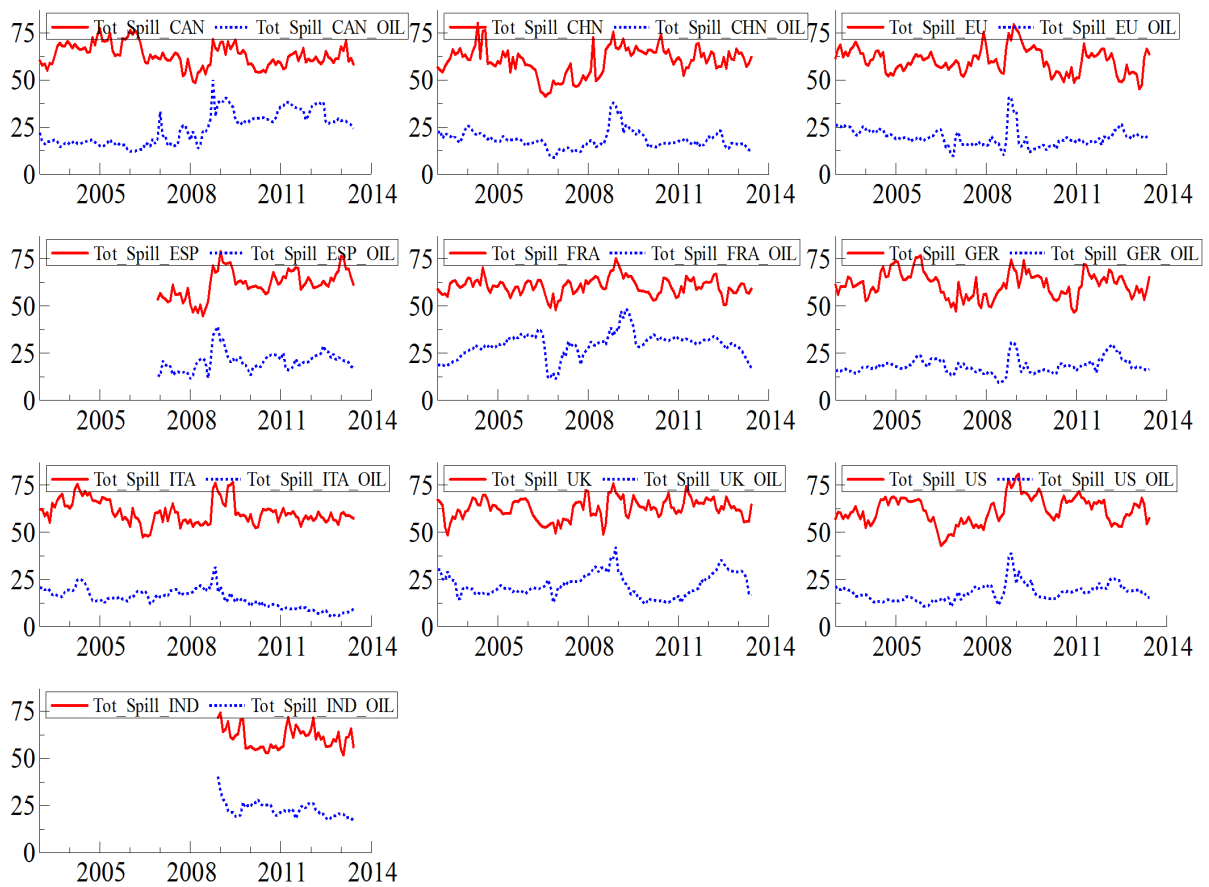 Tot_Spill_CAN Tot_Spill_CAN_OIL
75
50
25
0
2005 2008 2011 2014
Tot_Spill_CHN Tot_Spill_CHN_OIL
75
50
25
0
2005 2008 2011 2014
Tot_Spill_EU Tot_Spill_EU_OIL
75
50
25
0
2005 2008 2011 2014
Tot_Spill_ESP Tot_Spill_ESP_OIL
75
50
25
0
2005 2008 2011 2014
Tot_Spill_FRA Tot_Spill_FRA_OIL
75
50
25
0
2005 2008 2011 2014
Tot_Spill_GER Tot_Spill_GER_OIL
75
50
25
0
2005 2008 2011 2014
Tot_Spill_ITA Tot_Spill_ITA_OIL
75
50
25
0
2005 2008 2011 2014
Tot_Spill_UK Tot_Spill_UK_OIL
75
50
25
0
2005 2008 2011 2014
Tot_Spill_US Tot_Spill_US_OIL
75
50
25
0
2005 2008 2011 2014
Tot_Spill_IND Tot_Spill_IND_OIL
75
50
25
0
2005 2008 2011 2014